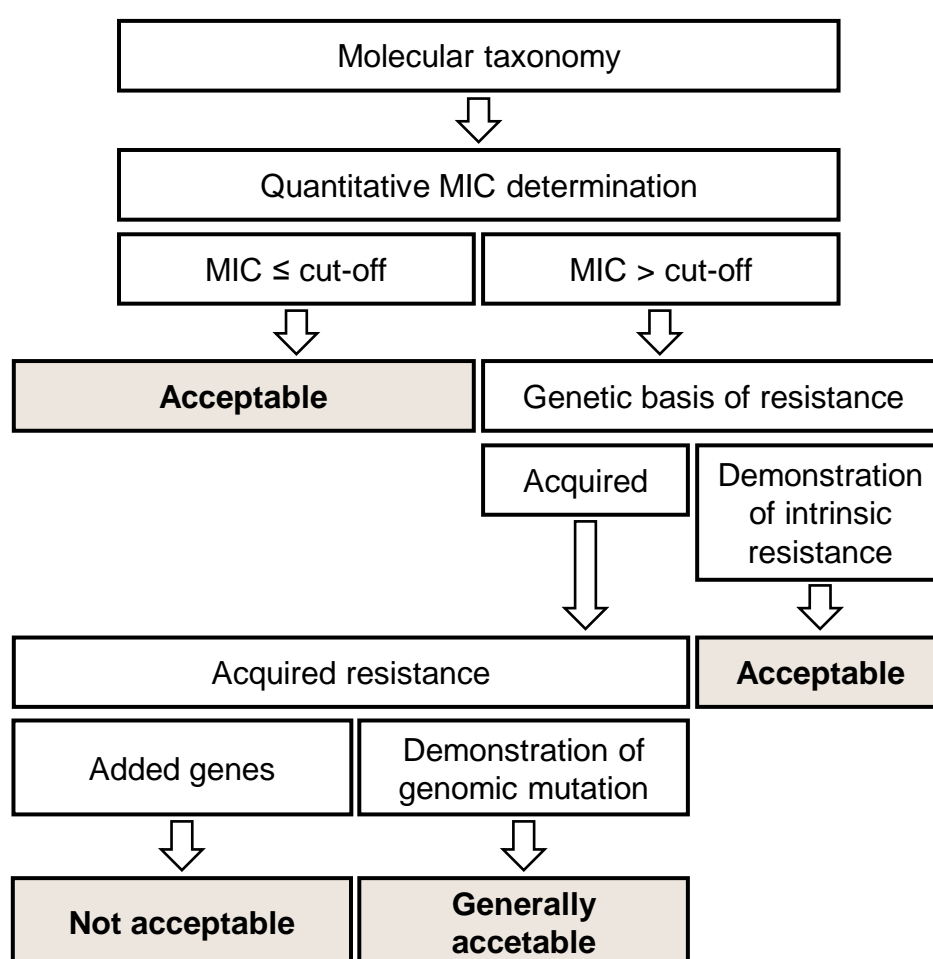 Molecular taxonomy
Quantitative MIC determination
MIC ≤ cut-off
MIC > cut-off
Acceptable
Genetic basis of resistance
Acquired
Demonstration
of intrinsic
resistance
Acquired resistance
Acceptable
Added genes
Demonstration of
genomic mutation
Not acceptable
Generally
accetable